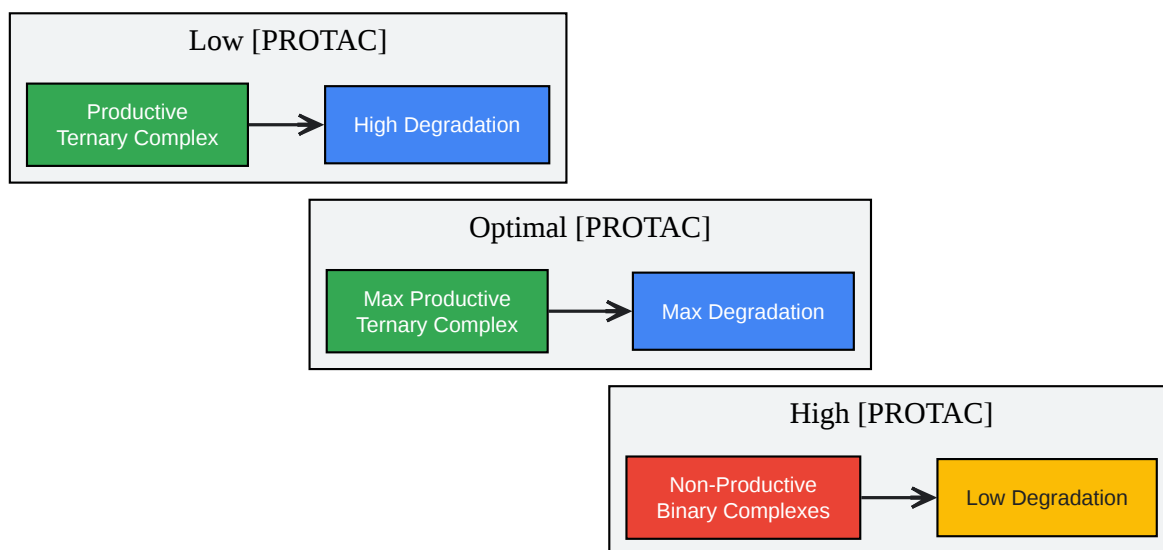 Low [PROTAC]
Productive
Ternary Complex
High Degradation
Optimal [PROTAC]
Max Productive
Ternary Complex
Max Degradation
High [PROTAC]
Non-Productive
Binary Complexes
Low Degradation